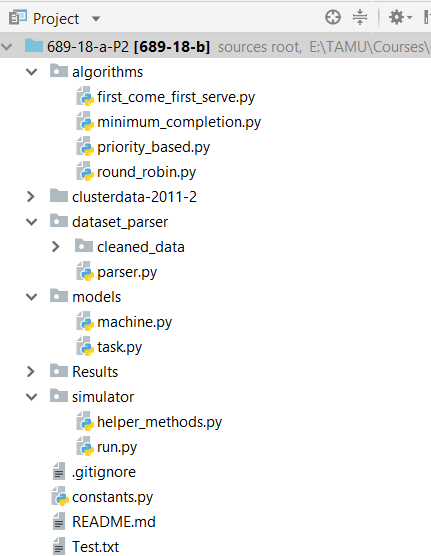 Project
689-18-a-P2 [689-18-b] sources root, E:\TAMU\Courses\
algorithms
first_come_first_serve.py
minimum_completion.py
priority_based.py
round_robin.py
clusterdata-2011-2
dataset_parser
cleaned_data
parser.py
models
machine.py
task.py
Results
simulator
helper_methods.py
run.py
.gitignore
constants.py
README.md
Test.txt